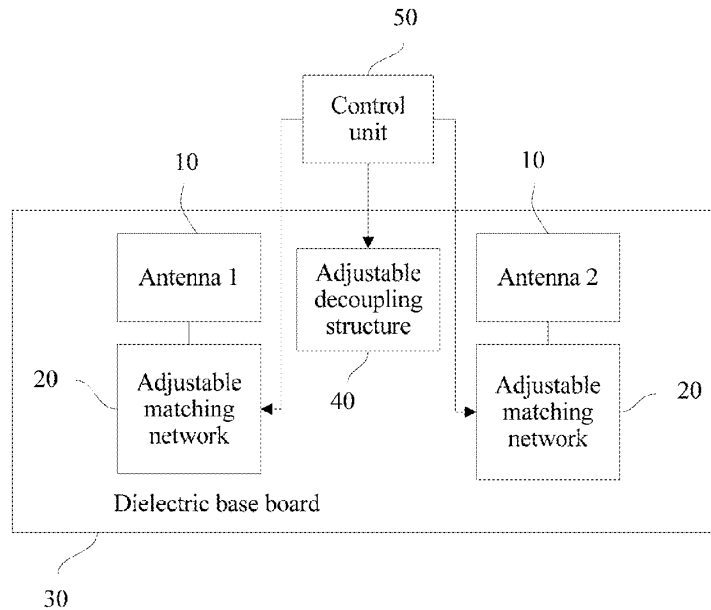 50
Control
unit
10
10
Antenna 1
Adjustable
decoupling
structure
Antenna 2
20
Adjustable
matching
network
40
Adjustable
matching
network
20
Dielectric base board
30